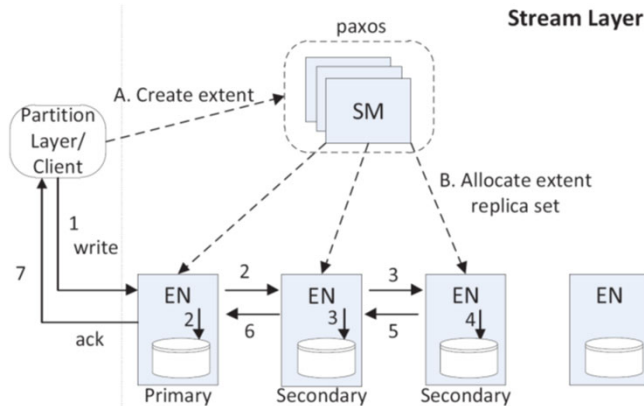 Stream Layer
paxos
A. Create extent
SM
Partition
Layer/
Client
B. Allocate extent
replica set
1
write
7
2
3
EN
EN
EN
EN
2
3
4
6
5
ack
Primary
Secondary
Secondary